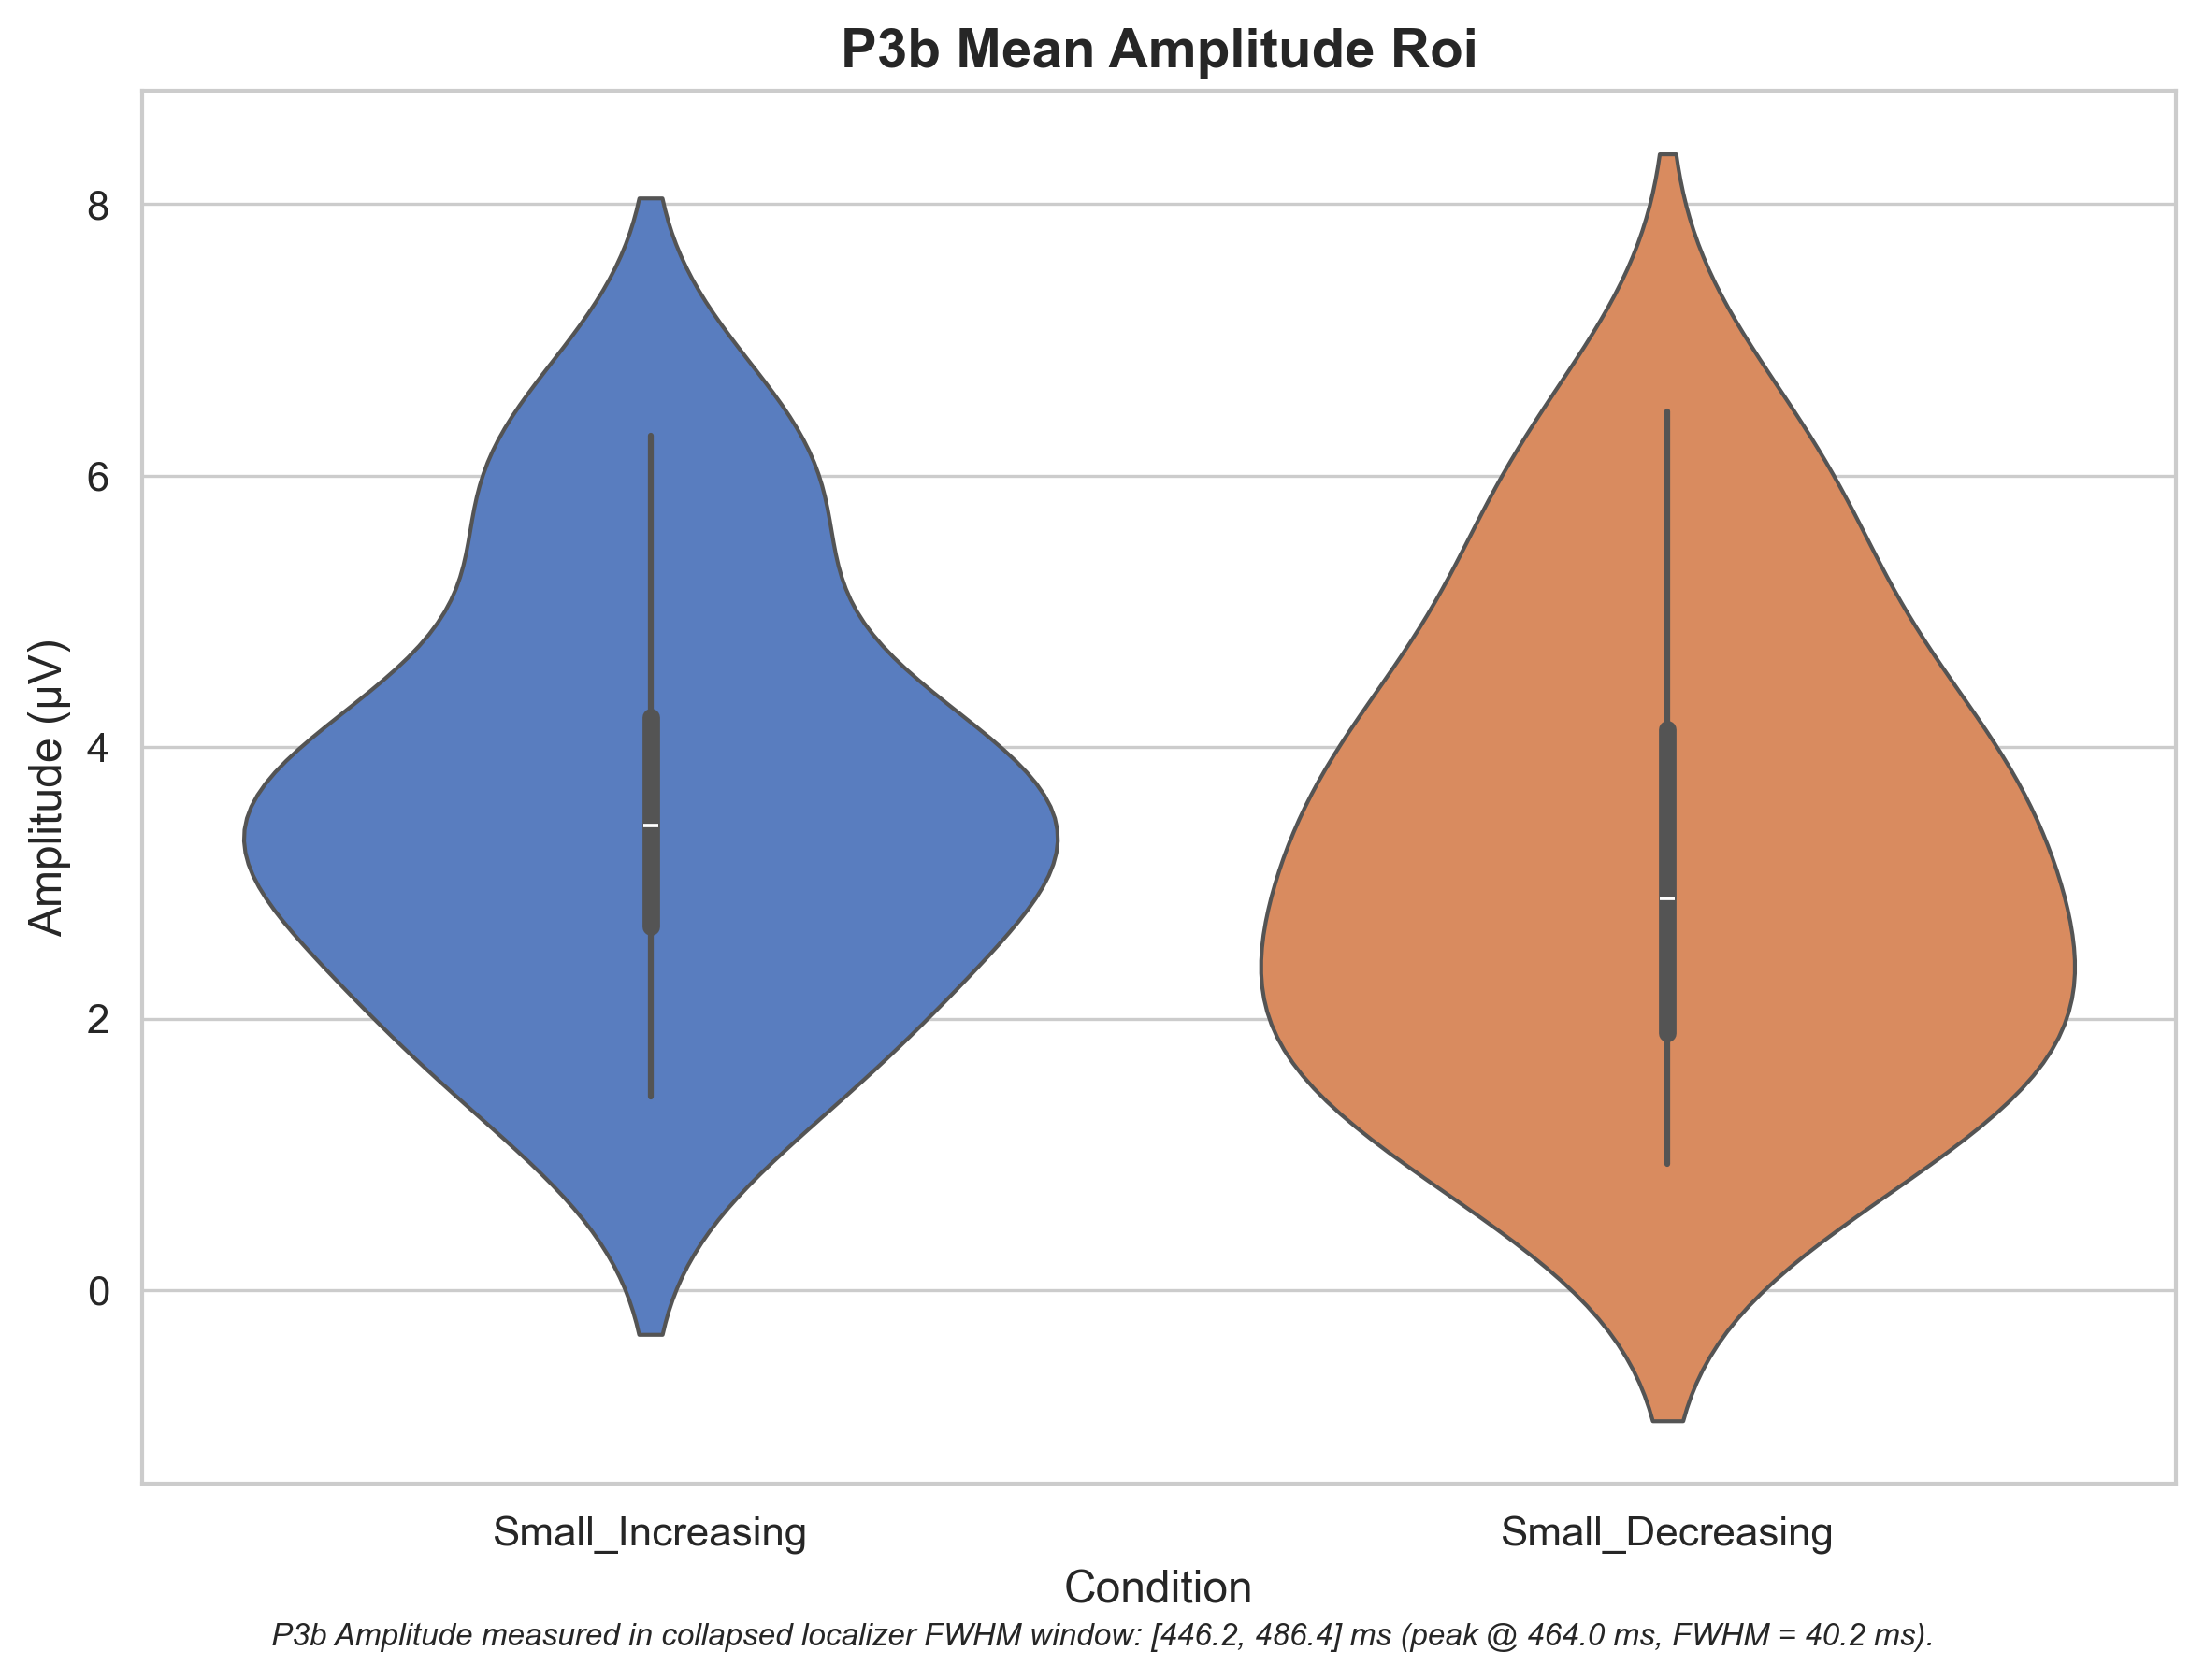 P3b Mean Amplitude Roi
Amplitude (µV)
8
6
4
2
0
Small_Increasing
Small_Decreasing
Condition
P3b Amplitude measured in collapsed localizer FWHM window: [446.2, 486.4] ms (peak @ 464.0 ms, FWHM = 40.2 ms).